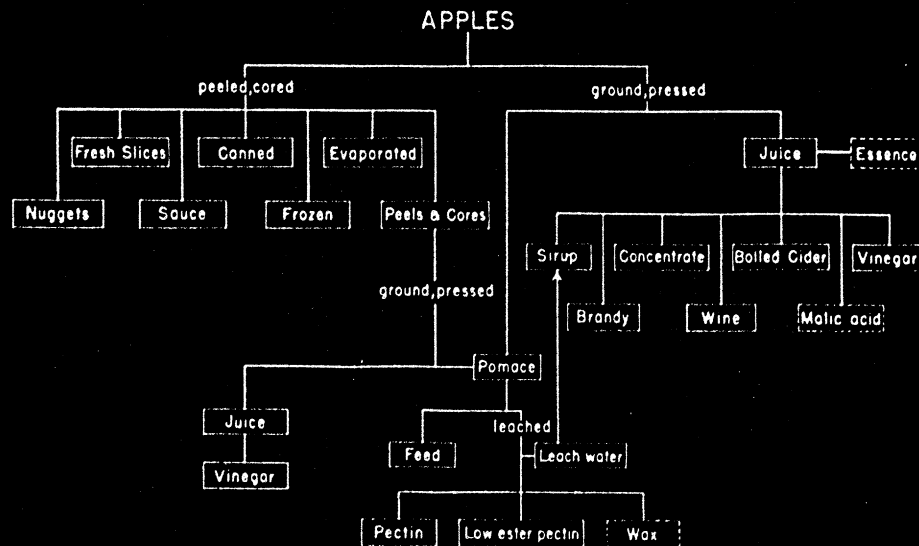 APPLES
peeled,cored
ground,pressed
Fresh Slices
Canned
Evaporated
Juice
Essence
Nuggets
Sauce
Frozen
Peels & Cores
Sirup
Concentrate
Boiled Cider
Vinegar
ground,pressed
Brandy
Wine
Malic acid
Pomace
Juice
leached
Feed
Leach water
Vinegar
Pectin
Low ester pectin
Wax